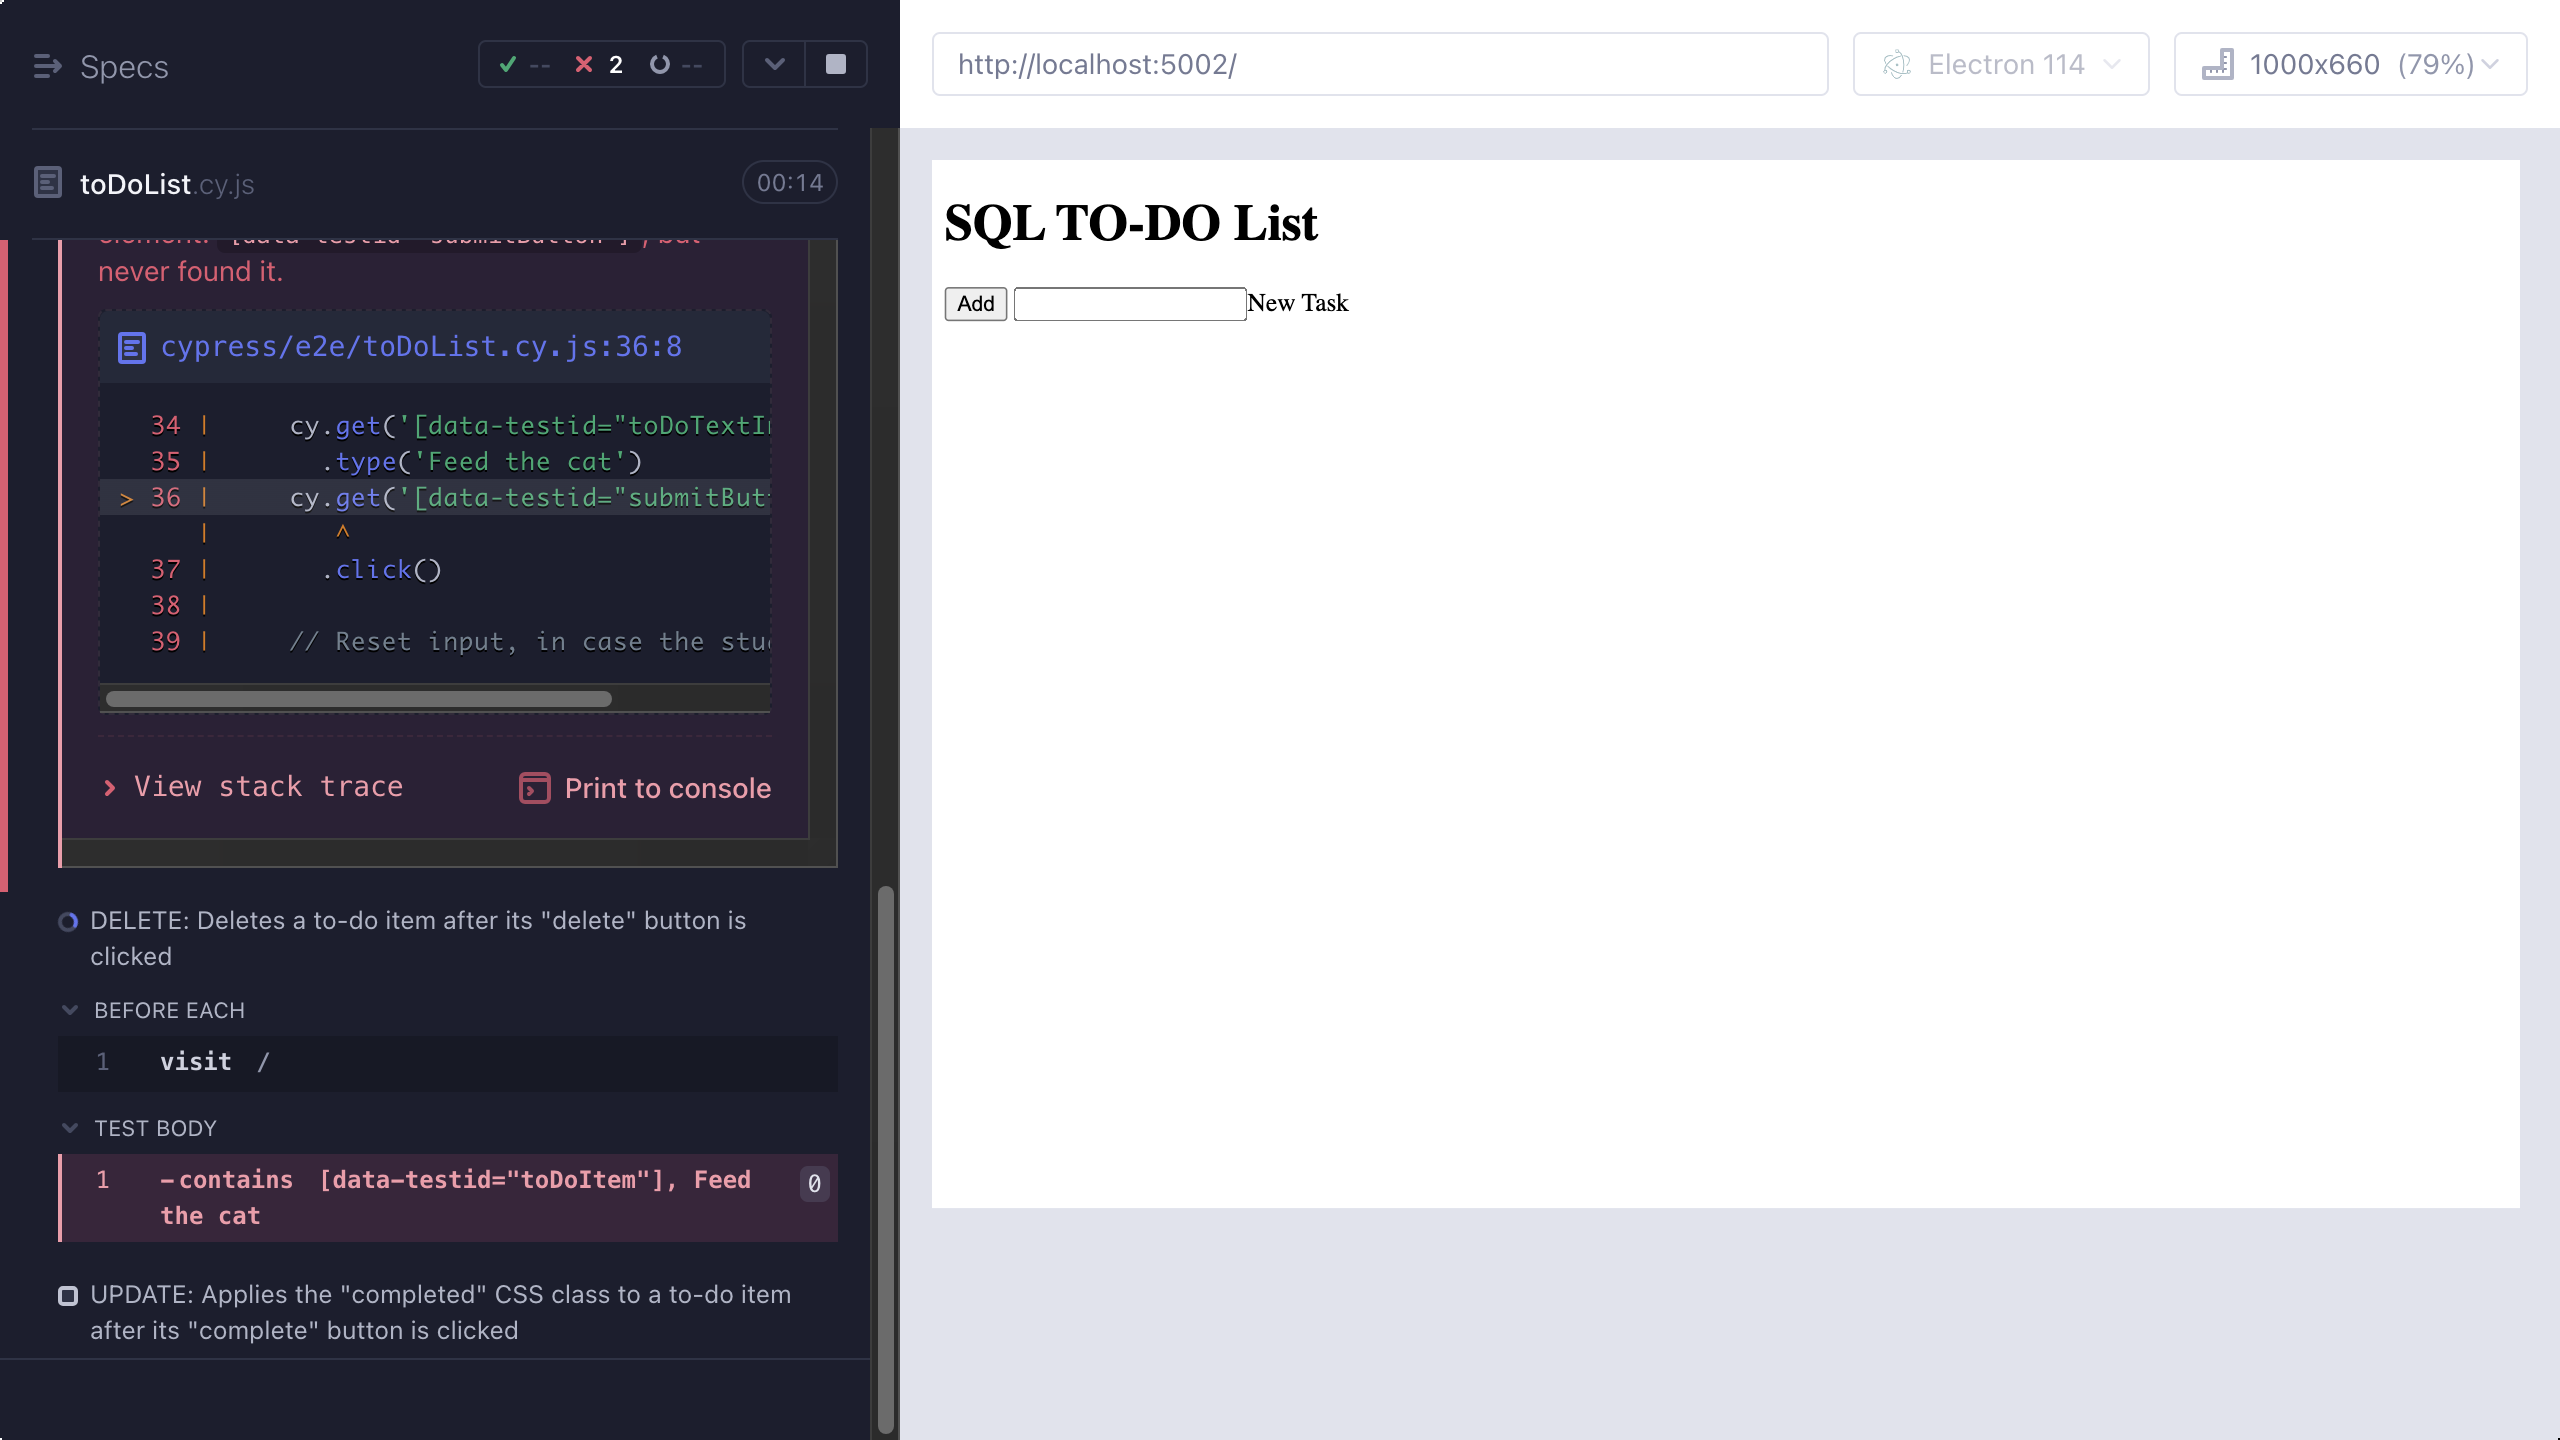 Specs
-- 2 --
toDoList.cy.js
00:14
never found it.
cypress/e2e/toDoList.cy.js:36:8
34 | cy.get('[data-testid="toDoTextI
35 | .type('Feed the cat')
> 36 | cy.get('[data-testid="submitBut
| ^
37 | .click()
38 |
39 | // Reset input, in case the stu
View stack trace
Print to console
DELETE: Deletes a to-do item after its "delete" button is
clicked
BEFORE EACH
1 visit /
TEST BODY
1 -contains [data-testid="toDoItem"], Feed
the cat
0
UPDATE: Applies the "completed" CSS class to a to-do item
after its "complete" button is clicked
http://localhost:5002/
Electron 114
1000x660 (79%)
SQL TO-DO List
Add
New Task